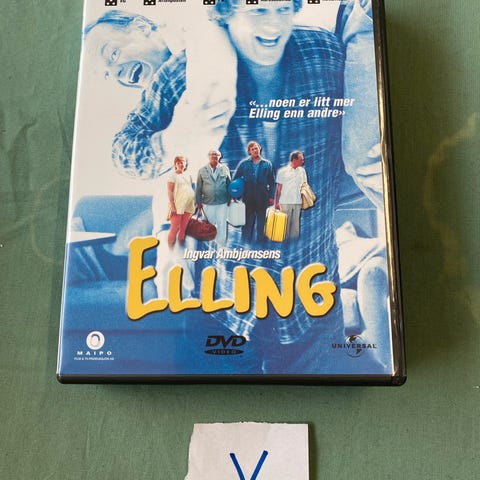 «...noen er litt mer
Elling enn andre»
Ingvar Ambjørnsens
ELLING
MAIPO
DVD
VIDEO
UNIVERSAL
Y